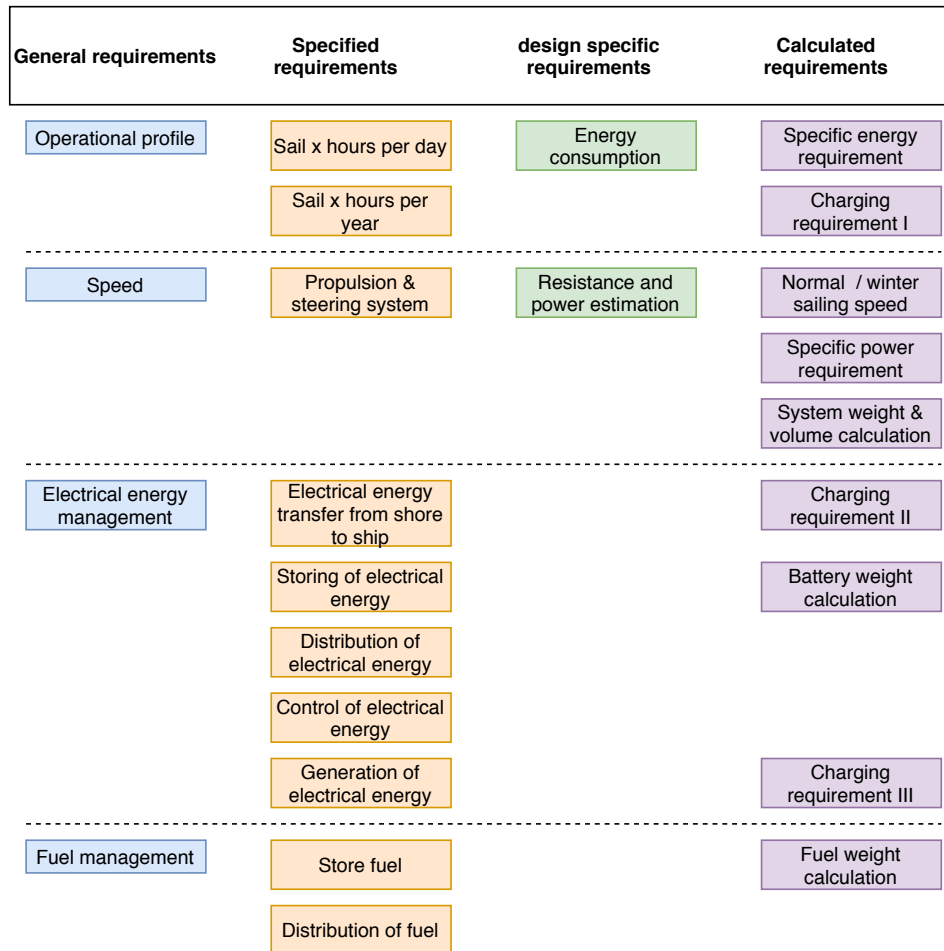 General requirements
Specified
requirements
design specific
requirements
Calculated
requirements
Operational profile
Sail x hours per day
Energy
consumption
Specific energy
requirement
Sail x hours per
year
Charging
requirement I
Speed
Propulsion &
steering system
Resistance and
power estimation
Normal / winter
sailing speed
Specific power
requirement
System weight &
volume calculation
Electrical energy
management
Electrical energy
transfer from shore
to ship
Charging
requirement II
Storing of electrical
energy
Battery weight
calculation
Distribution of
electrical energy
Control of electrical
energy
Generation of
electrical energy
Charging
requirement III
Fuel management
Store fuel
Fuel weight
calculation
Distribution of fuel